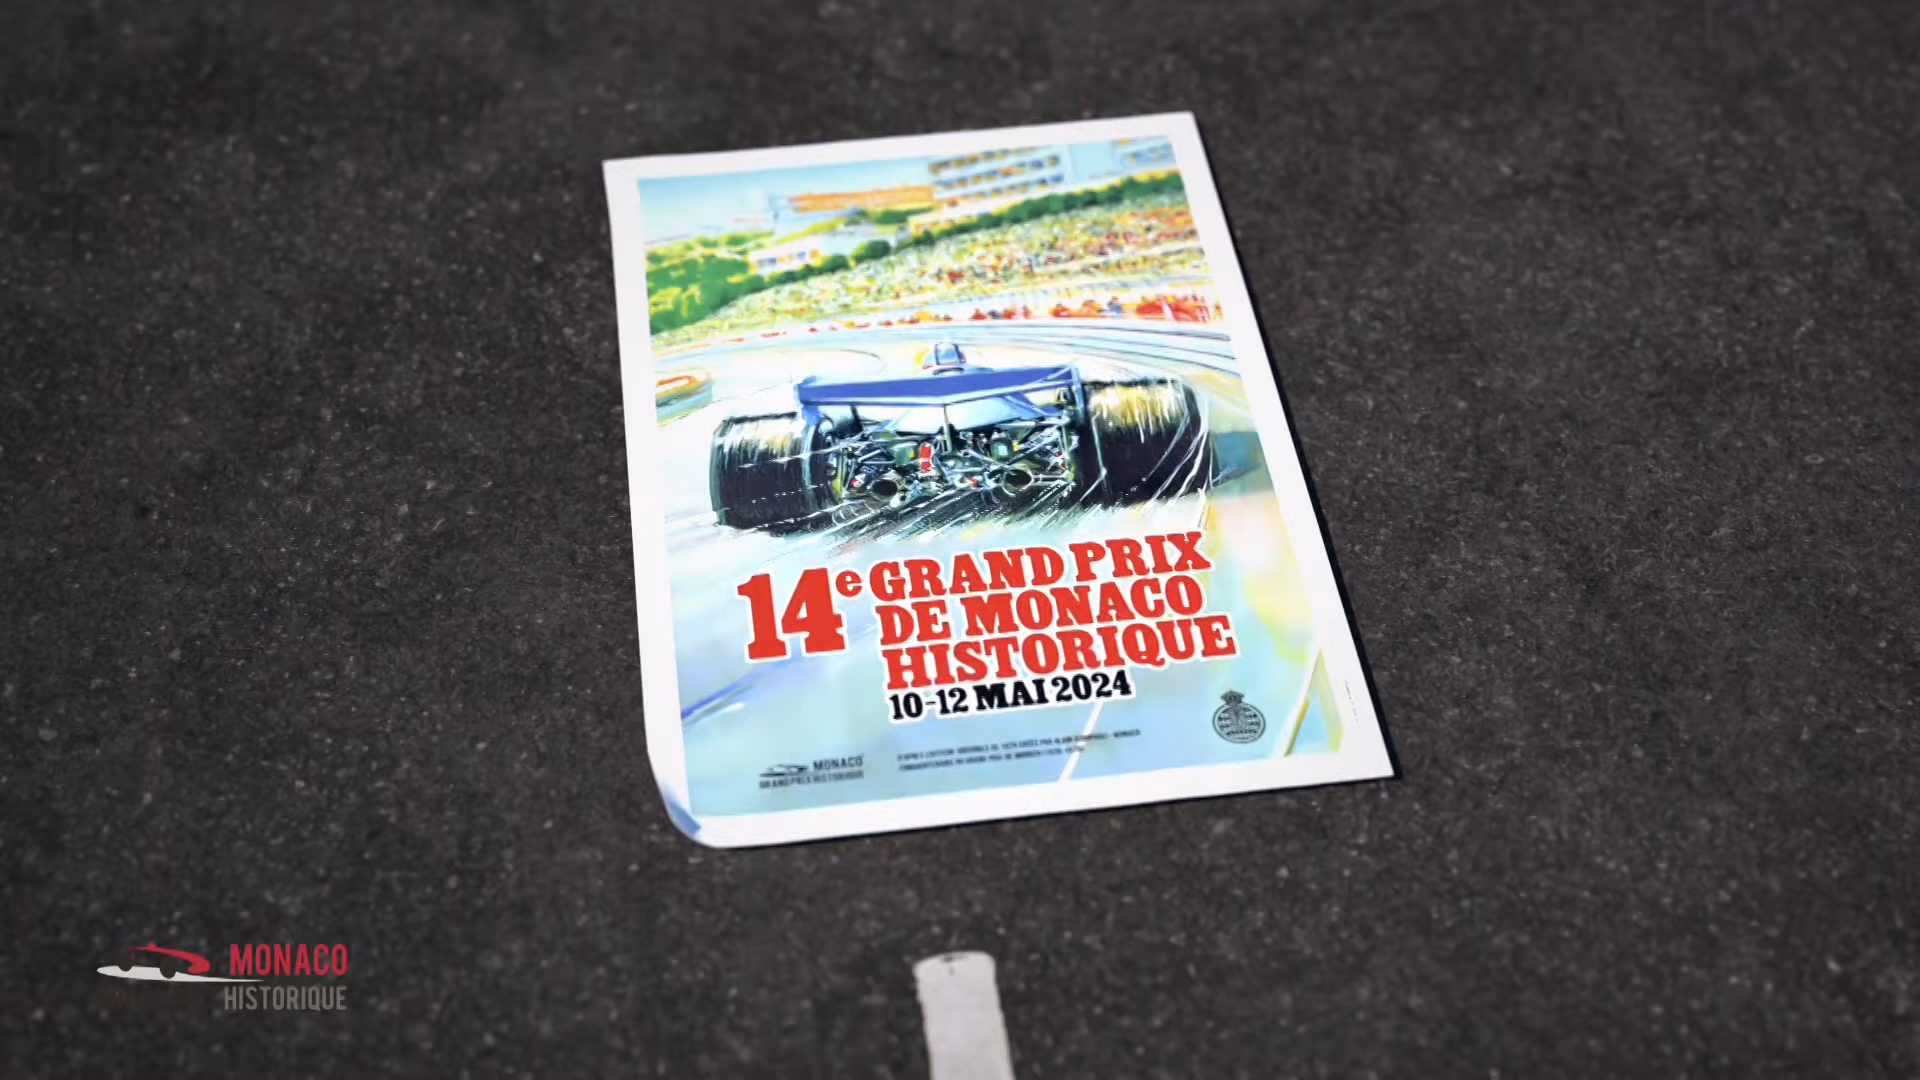 14e GRAND PRIX
DE MONACO
HISTORIQUE
10-12 MAI 2024
MONACO
GRAND PRIX HISTORIQUE
MONACO
HISTORIQUE